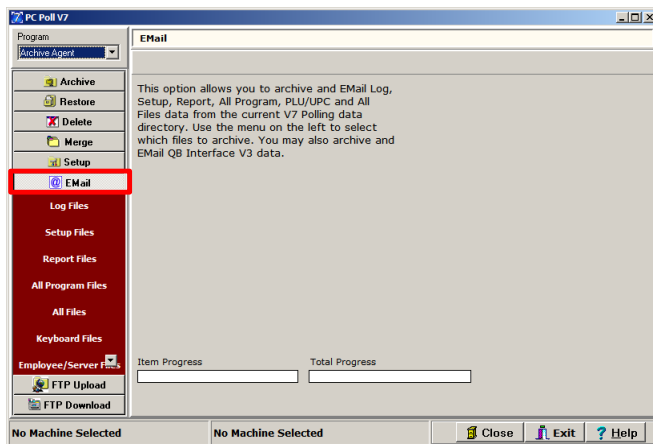 PC Poll V7
Program
Archive Agent
EMail
Archive
Restore
Delete
Merge
Setup
EMail
Log Files
Setup Files
Report Files
All Program Files
All Files
Keyboard Files
Employee/Server Files
FTP Upload
FTP Download
This option allows you to archive and EMail Log,
Setup, Report, All Program, PLU/UPC and All
Files data from the current V7 Polling data
directory. Use the menu on the left to select
which files to archive. You may also archive and
EMail QB Interface V3 data.
Item Progress
Total Progress
No Machine Selected
No Machine Selected
Close
Exit
? Help